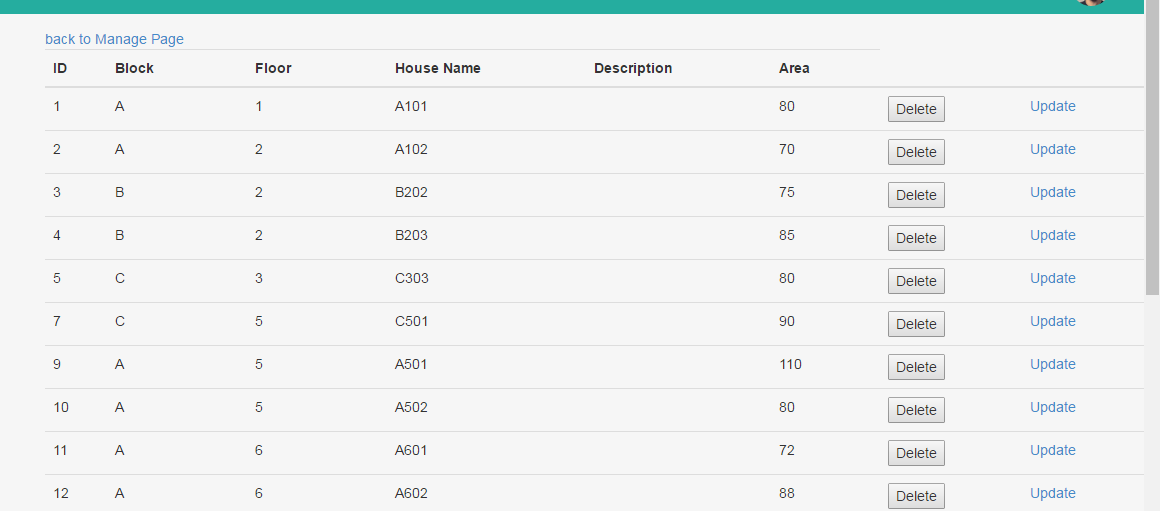 back to Manage Page
ID Block Floor House Name Description Area
1 A 1 A101 80 Delete Update
2 A 2 A102 70 Delete Update
3 B 2 B202 75 Delete Update
4 B 2 B203 85 Delete Update
5 C 3 C303 80 Delete Update
7 C 5 C501 90 Delete Update
9 A 5 A501 110 Delete Update
10 A 5 A502 80 Delete Update
11 A 6 A601 72 Delete Update
12 A 6 A602 88 Delete Update